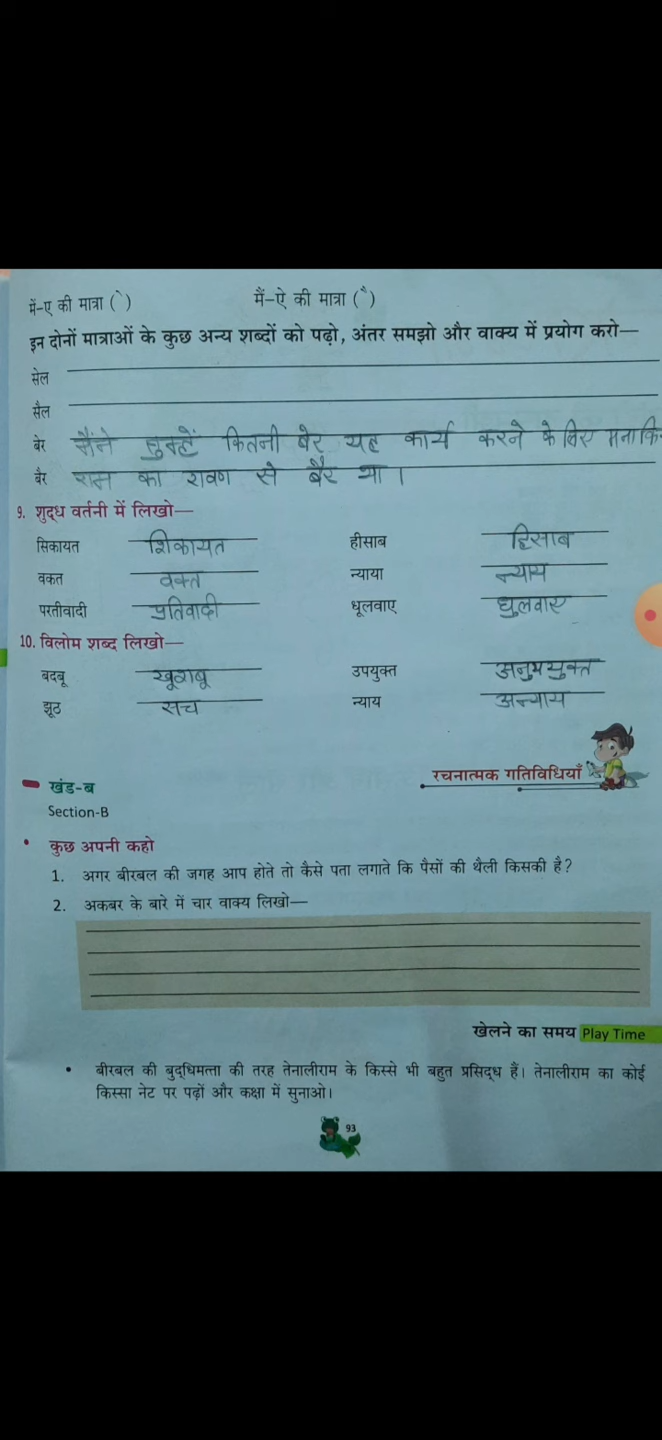 में-ए की मात्रा (े) मैं-ऐ की मात्रा (ै)
इन दोनों मात्राओं के कुछ अन्य शब्दों को पढ़ो, अंतर समझो और वाक्य में प्रयोग करो—
सेल
सैल
बेर मैंने तुम्हें कितनी बेर यह कार्य करने के लिए मना कि
बैर राम का रावण से बैर था।
9. शुद्ध वर्तनी में लिखो—
सिकायत शिकायत हीसाब हिसाब
वकत वक्त न्याया न्याय
परतीवादी प्रतिवादी धूलवाए धुलवाए
10. विलोम शब्द लिखो—
बदबू खूशबू उपयुक्त अनुपयुक्त
झूठ सच न्याय अन्याय
रचनात्मक गतिविधियाँ
खंड-ब
Section-B
• कुछ अपनी कहो
1. अगर बीरबल की जगह आप होते तो कैसे पता लगाते कि पैसों की थैली किसकी है?
2. अकबर के बारे में चार वाक्य लिखो—
खेलने का समय Play Time
• बीरबल की बुद्धिमत्ता की तरह तेनालीराम के किस्से भी बहुत प्रसिद्ध हैं। तेनालीराम का कोई
किस्सा नेट पर पढ़ों और कक्षा में सुनाओ।
93